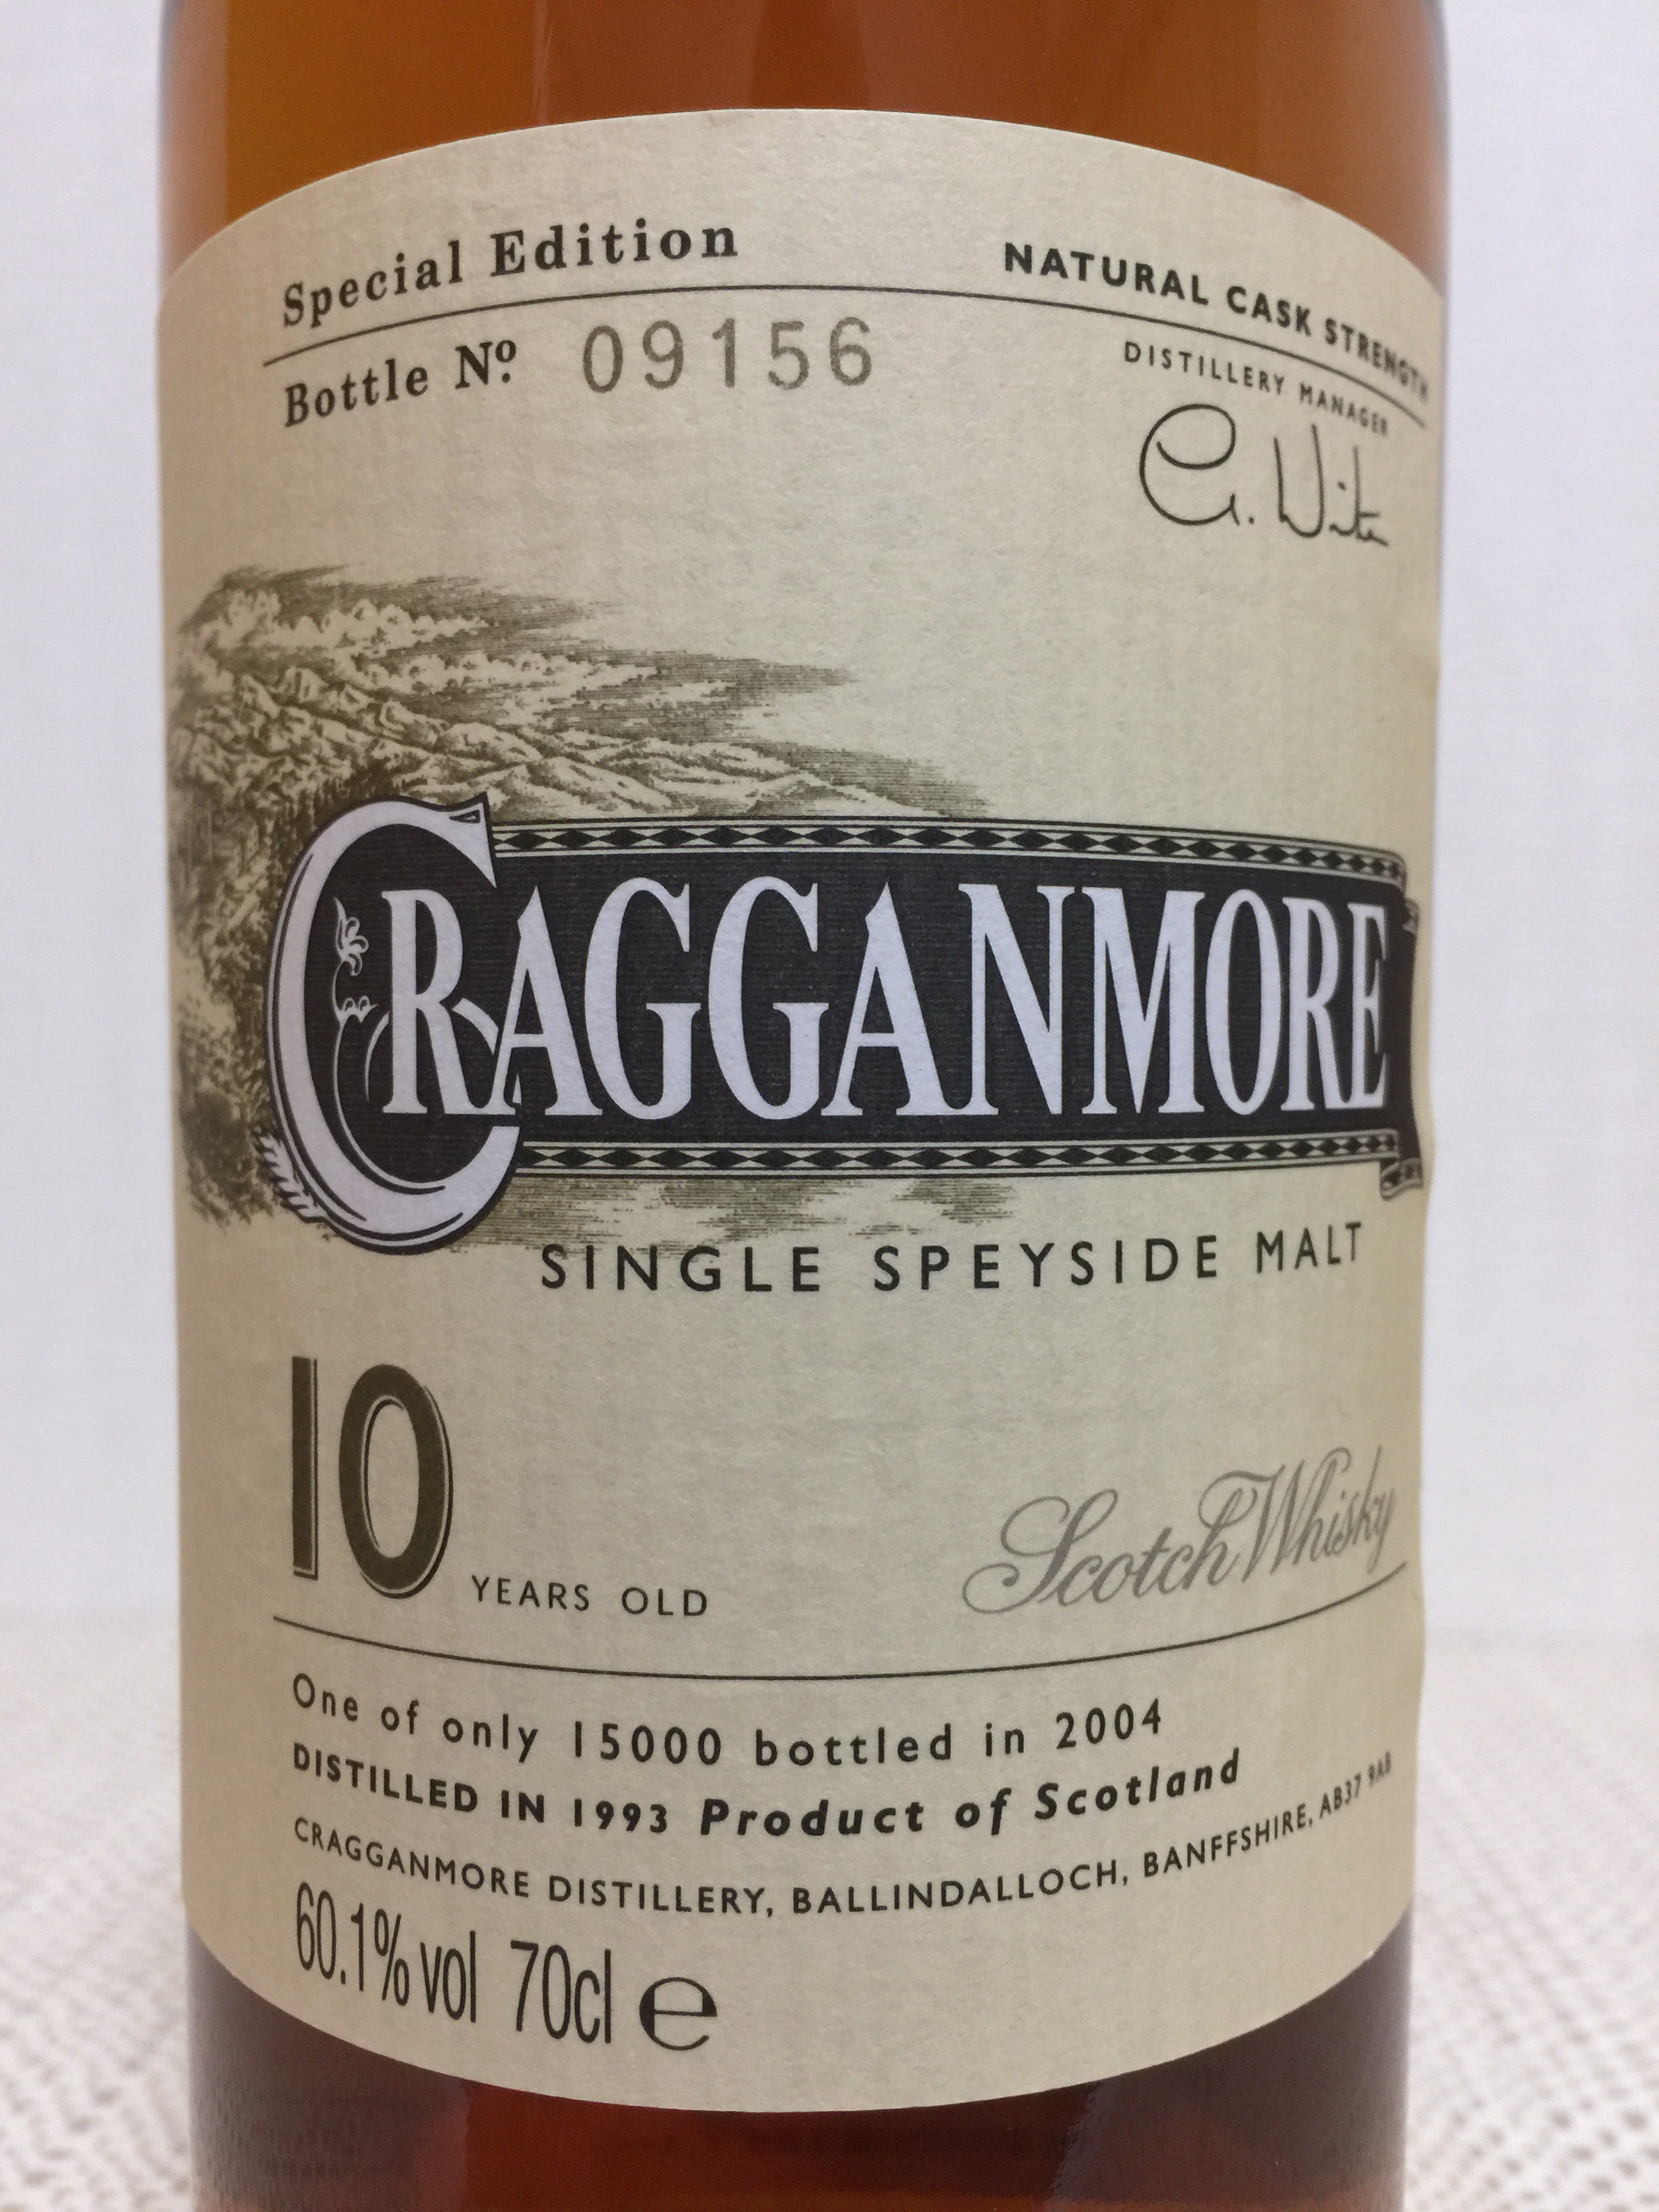 Special Edition
NATURAL CASK STRENGTH
Bottle Nº. 09156
DISTILLERY MANAGER
CRAGGANMORE
SINGLE SPEYSIDE MALT
10 YEARS OLD
Scotch Whisky
One of only 15000 bottled in 2004
DISTILLED IN 1993 Product of Scotland
CRAGGANMORE DISTILLERY, BALLINDALLOCH, BANFFSHIRE, AB37 9AB
60.1% vol 70cl e